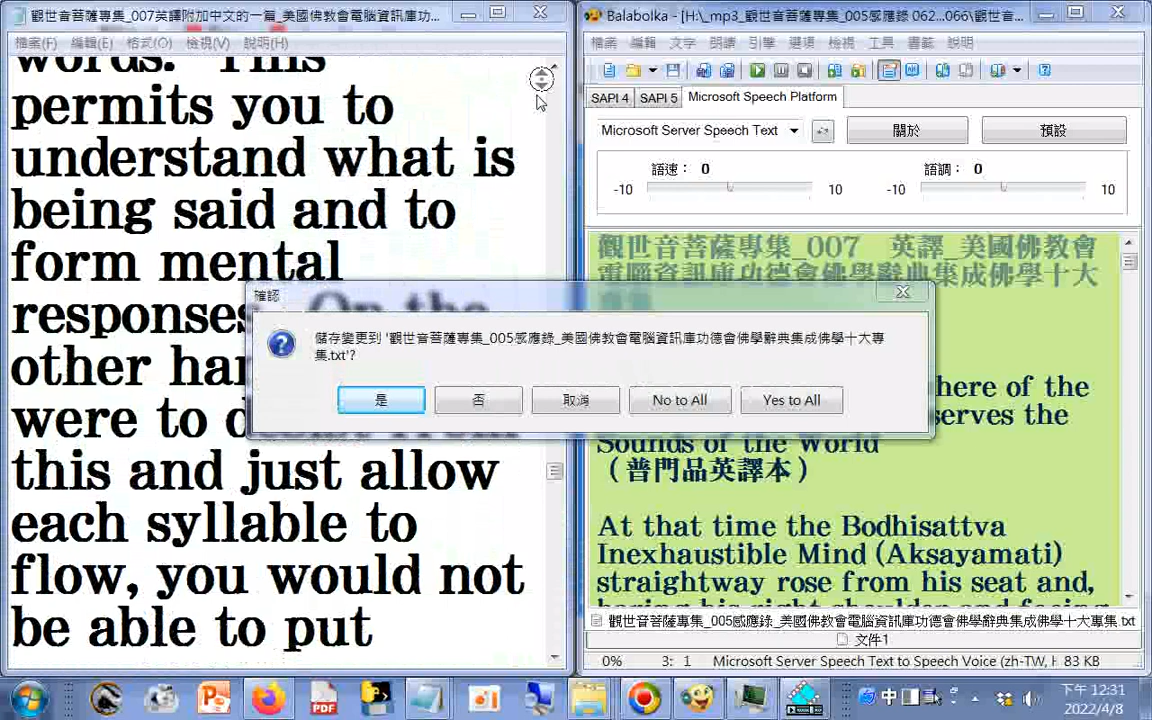 觀世音菩薩專集_007英譯附加中文的一篇_美國佛教會電腦資訊庫功...
檔案(F) 編輯(E) 格式(O) 檢視(V) 說明(H)
words. This
permits you to
understand what is
being said and to
form mental
responses. On the
other han
were to d
this and just allow
each syllable to
flow, you would not
be able to put
Balabolka - [H:\_mp3_觀世音菩薩專集_005感應錄 062...066\觀世音...
檔案 編輯 文字 朗讀 引擎 選項 檢視 工具 書籤 說明
SAPI 4 SAPI 5 Microsoft Speech Platform
Microsoft Server Speech Text 關於 預設
語速： 0 語調： 0
-10 10 -10 10
觀世音菩薩專集_007 英譯_美國佛教會
電腦資訊庫功德會佛學辭典集成佛學十大
確認
儲存變更到 '觀世音菩薩專集_005感應錄_美國佛教會電腦資訊庫功德會佛學辭典集成佛學十大專
集.txt'?
是 否 取消 No to All Yes to All
here of the
serves the
Sounds of the World
（普門品英譯本）
At that time the Bodhisattva
Inexhaustible Mind (Aksayamati)
straightway rose from his seat and,
baring his right shoulder and facing
觀世音菩薩專集_005感應錄_美國佛教會電腦資訊庫功德會佛學辭典集成佛學十大專集.txt
文件1
0% 3: 1 Microsoft Server Speech Text to Speech Voice (zh-TW, H 83 KB
中
下午 12:31
2022/4/8